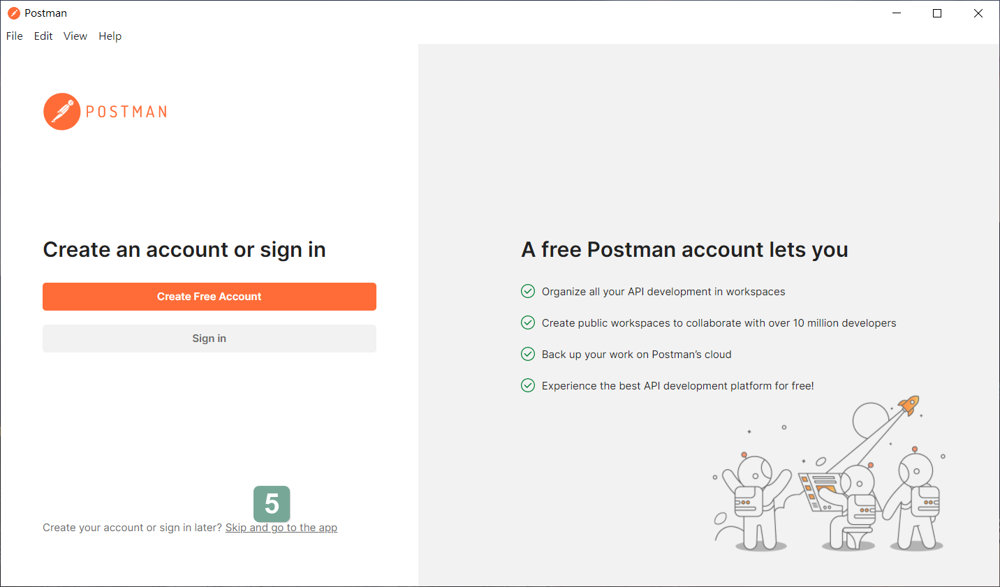 Postman
File Edit View Help
POSTMAN
Create an account or sign in
Create Free Account
Sign in
5
Create your account or sign in later? Skip and go to the app
A free Postman account lets you
Organize all your API development in workspaces
Create public workspaces to collaborate with over 10 million developers
Back up your work on Postman’s cloud
Experience the best API development platform for free!